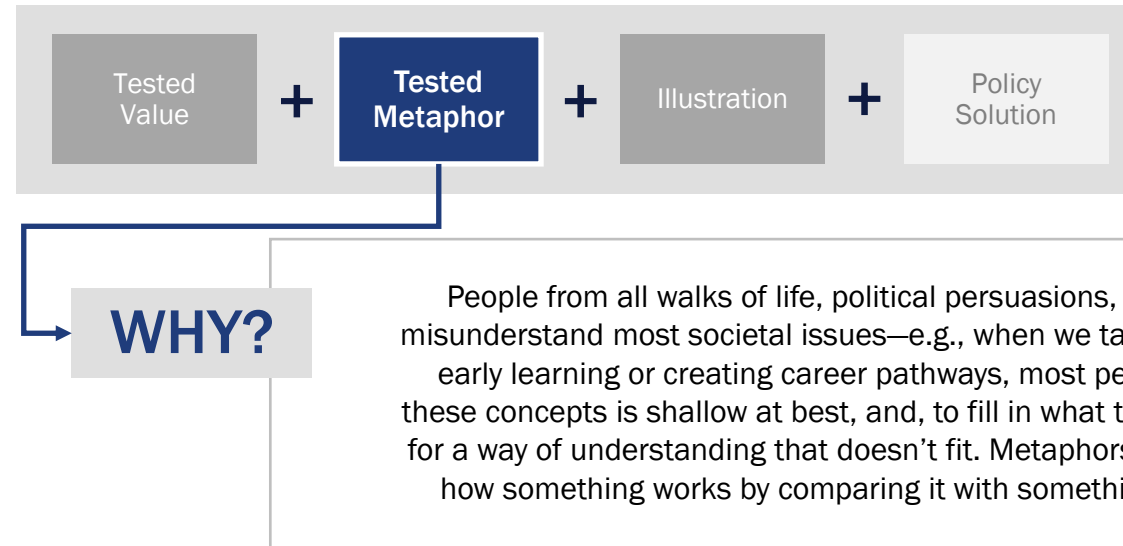 Tested
Value
+
Tested
Metaphor
+
Illustration
+
Policy
Solution
WHY?
People from all walks of life, political persuasions,
misunderstand most societal issues—e.g., when we ta
early learning or creating career pathways, most pe
these concepts is shallow at best, and, to fill in what t
for a way of understanding that doesn't fit. Metaphors
how something works by comparing it with somethi